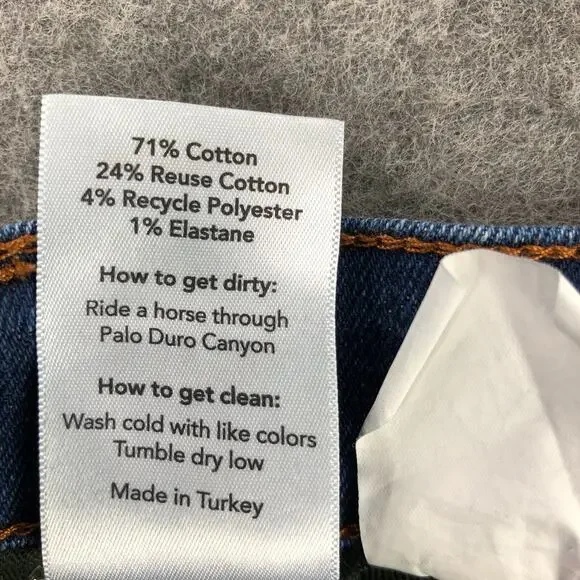 71% Cotton
24% Reuse Cotton
4% Recycle Polyester
1% Elastane
How to get dirty:
Ride a horse through
Palo Duro Canyon
How to get clean:
Wash cold with like colors
Tumble dry low
Made in Turkey